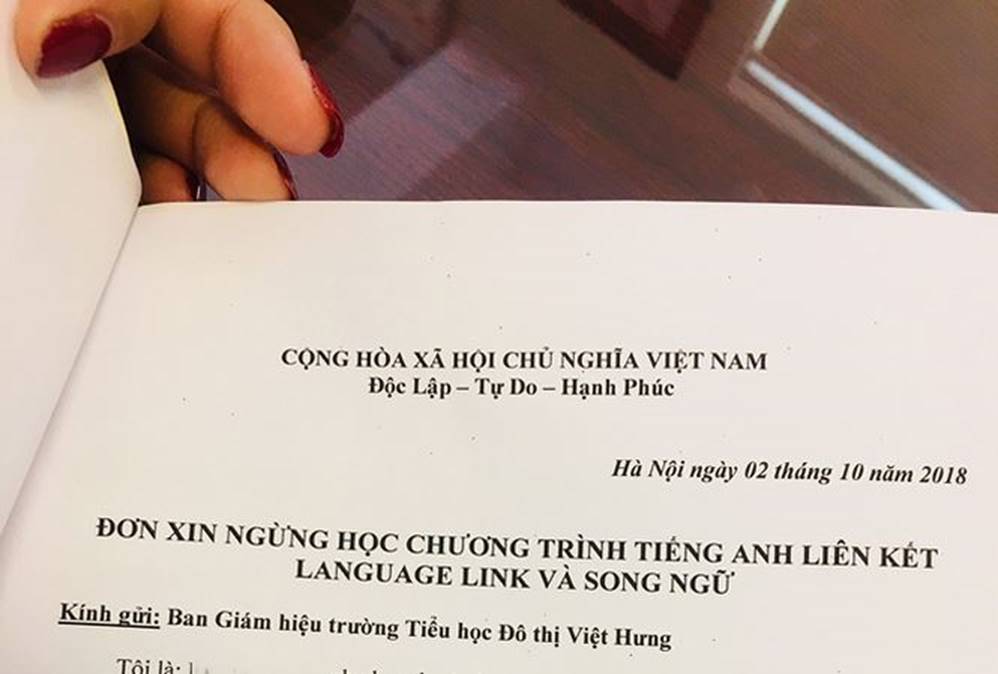 CỘNG HÒA XÃ HỘI CHỦ NGHĨA VIỆT NAM
Độc Lập – Tự Do – Hạnh Phúc
Hà Nội ngày 02 tháng 10 năm 2018
ĐƠN XIN NGỪNG HỌC CHƯƠNG TRÌNH TIẾNG ANH LIÊN KẾT
LANGUAGE LINK VÀ SONG NGỮ
Kính gửi: Ban Giám hiệu trường Tiểu học Đô thị Việt Hưng
Tôi là: